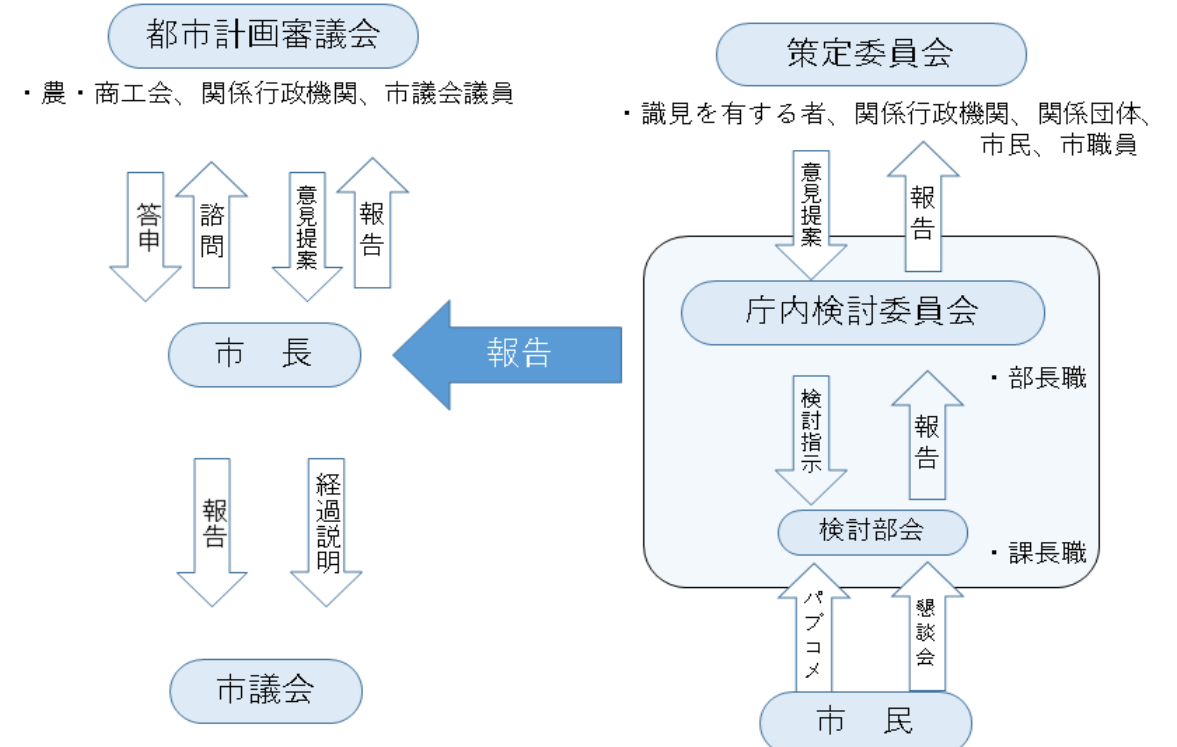 都市計画審議会
・農・商工会、関係行政機関、市議会議員
答申
諮問
意見提案
報告
市　長
報告
経過説明
市議会
報告
策定委員会
・識見を有する者、関係行政機関、関係団体、
市民、市職員
意見提案
報告
庁内検討委員会
・部長職
検討指示
報告
検討部会
・課長職
パブコメ
懇談会
市　民